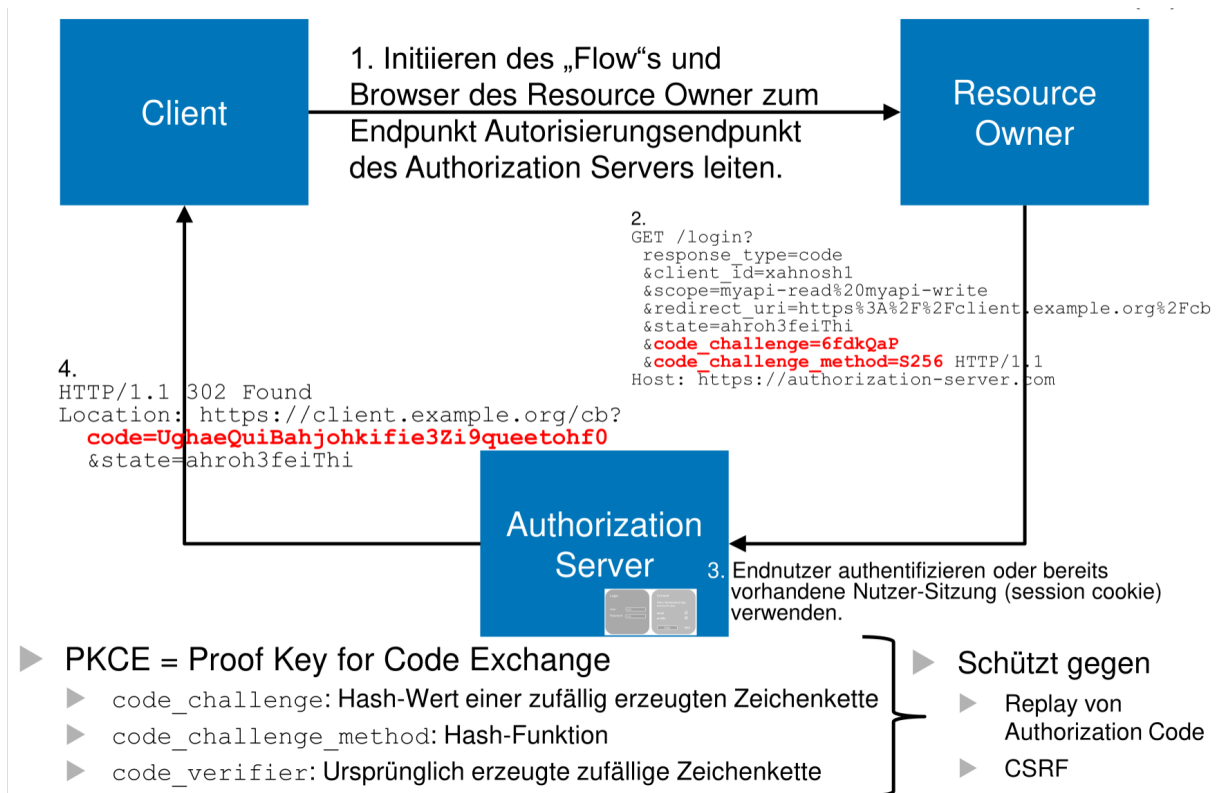 Client
1. Initiieren des „Flow“s und
Browser des Resource Owner zum
Endpunkt Autorisierungsendpunkt
des Authorization Servers leiten.
Resource
Owner
2.
GET /login?
response_type=code
&client_id=xahnosh1
&scope=myapi-read%20myapi-write
&redirect_uri=https%3A%2F%2Fclient.example.org%2Fcb
&state=ahroh3feiThi
&code_challenge=6fdkQaP
&code_challenge_method=S256 HTTP/1.1
Host: https://authorization-server.com
4.
HTTP/1.1 302 Found
Location: https://client.example.org/cb?
code=UghaeQuiBahjohkifie3Zi9queetohf0
&state=ahroh3feiThi
Authorization
Server
3. Endnutzer authentifizieren oder bereits
vorhandene Nutzer-Sitzung (session cookie)
verwenden.
PKCE = Proof Key for Code Exchange
code_challenge: Hash-Wert einer zufällig erzeugten Zeichenkette
code_challenge_method: Hash-Funktion
code_verifier: Ursprünglich erzeugte zufällige Zeichenkette
Schützt gegen
Replay von
Authorization Code
CSRF